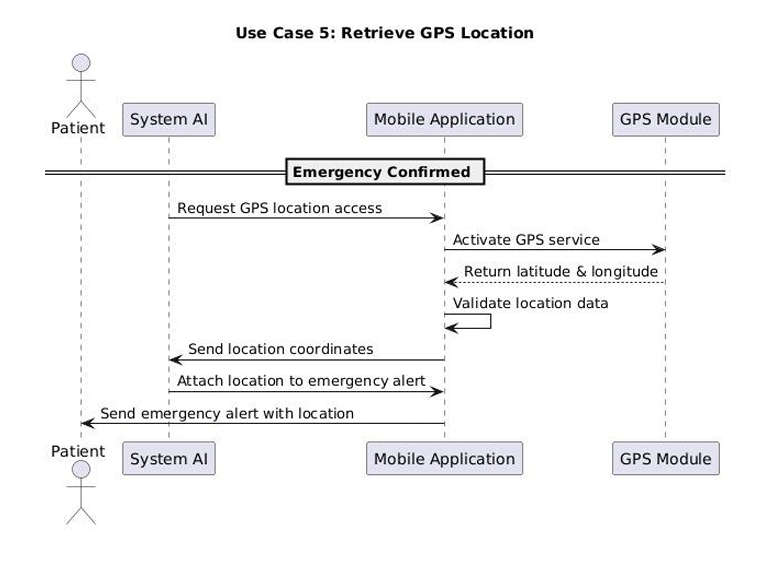 Use Case 5: Retrieve GPS Location
Patient
System AI
Mobile Application
GPS Module
Emergency Confirmed
Request GPS location access
Activate GPS service
Return latitude & longitude
Validate location data
Send location coordinates
Attach location to emergency alert
Send emergency alert with location
Patient
System AI
Mobile Application
GPS Module